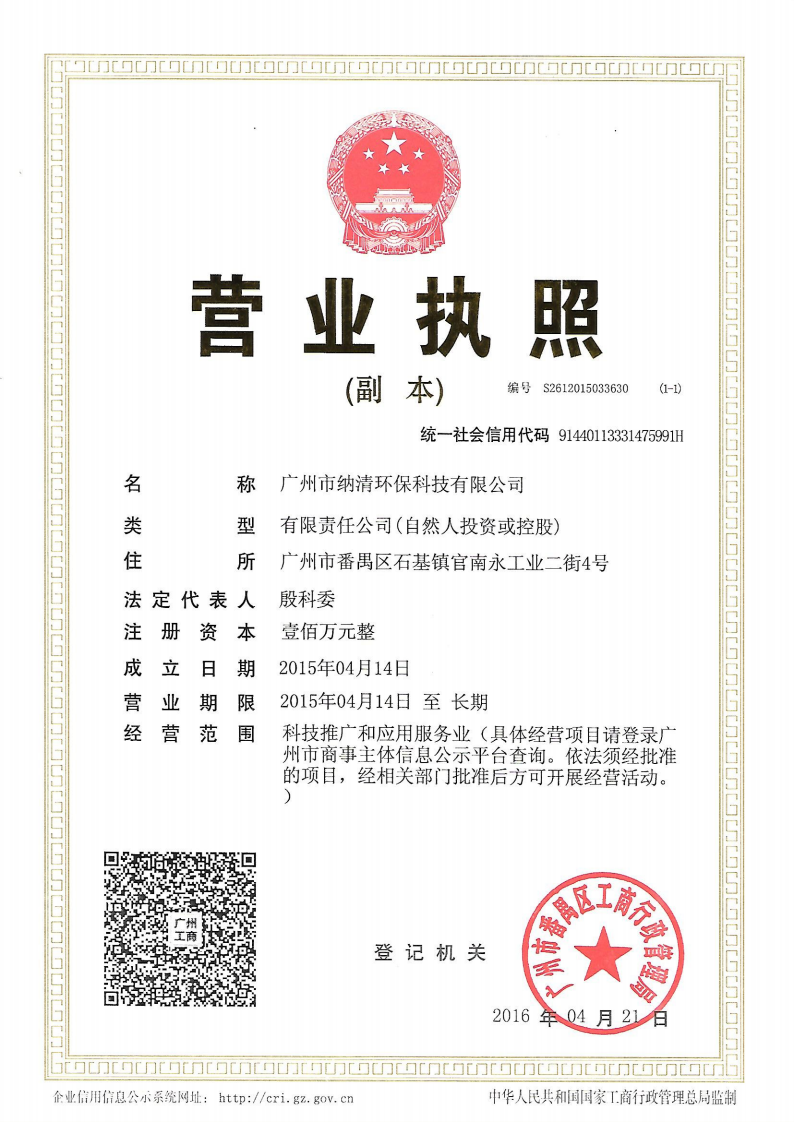 营业执照
(副 本)
编号 S2612015033630 (1-1)
统一社会信用代码 91440113331475991H
名称 广州市纳清环保科技有限公司
类型 有限责任公司(自然人投资或控股)
住所 广州市番禺区石基镇官南永工业二街4号
法定代表人 殷科委
注册资本 壹佰万元整
成立日期 2015年04月14日
营业期限 2015年04月14日 至 长期
经营范围 科技推广和应用服务业（具体经营项目请登录广
州市商事主体信息公示平台查询。依法须经批准
的项目，经相关部门批准后方可开展经营活动。
）
广州
工商
登记机关
广州市番禺区工商行政管理局
2016 年 04 月 21 日
企业信用信息公示系统网址： http://cri.gz.gov.cn
中华人民共和国国家工商行政管理总局监制